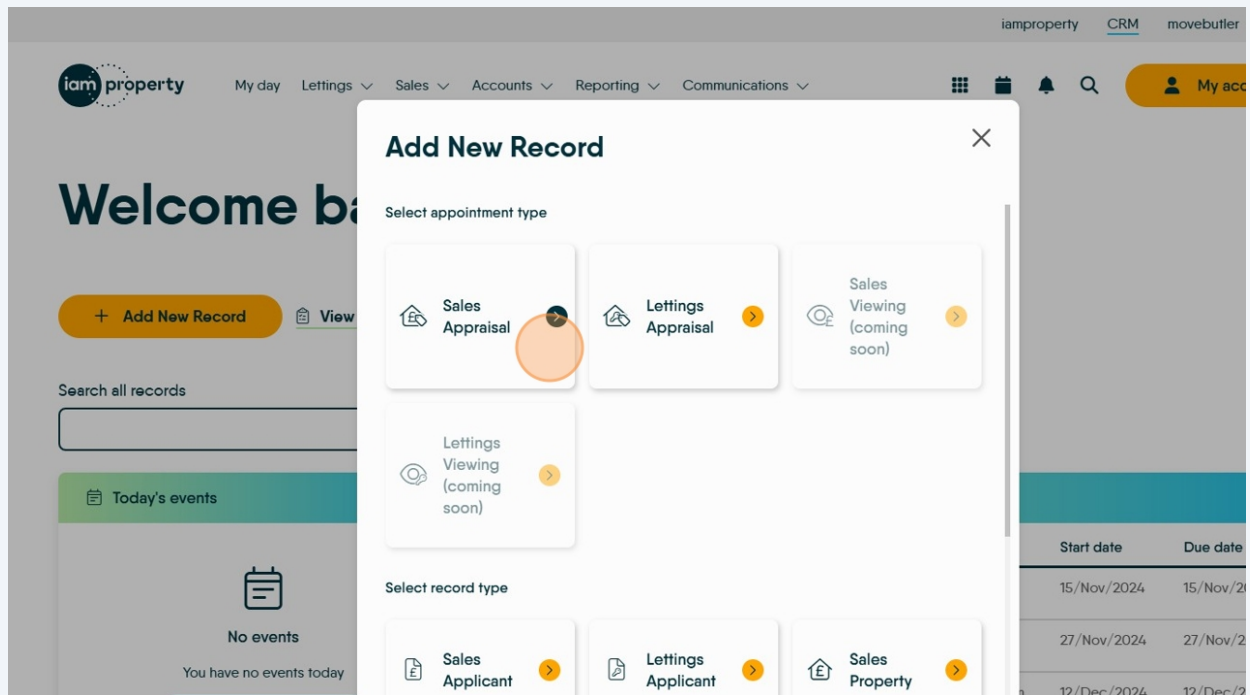 iamproperty CRM movebutler
iam property My day Lettings Sales Accounts Reporting Communications My acc
Add New Record
Welcome ba
Select appointment type
Sales
Appraisal
Lettings
Appraisal
Sales
Viewing
(coming
soon)
+ Add New Record View
Search all records
Lettings
Viewing
(coming
soon)
Today's events
Start date Due date
Select record type
15/Nov/2024 15/Nov/20
No events
27/Nov/2024 27/Nov/2
You have no events today
Sales
Applicant
Lettings
Applicant
Sales
Property
12/Dec/2024 12/Dec/2